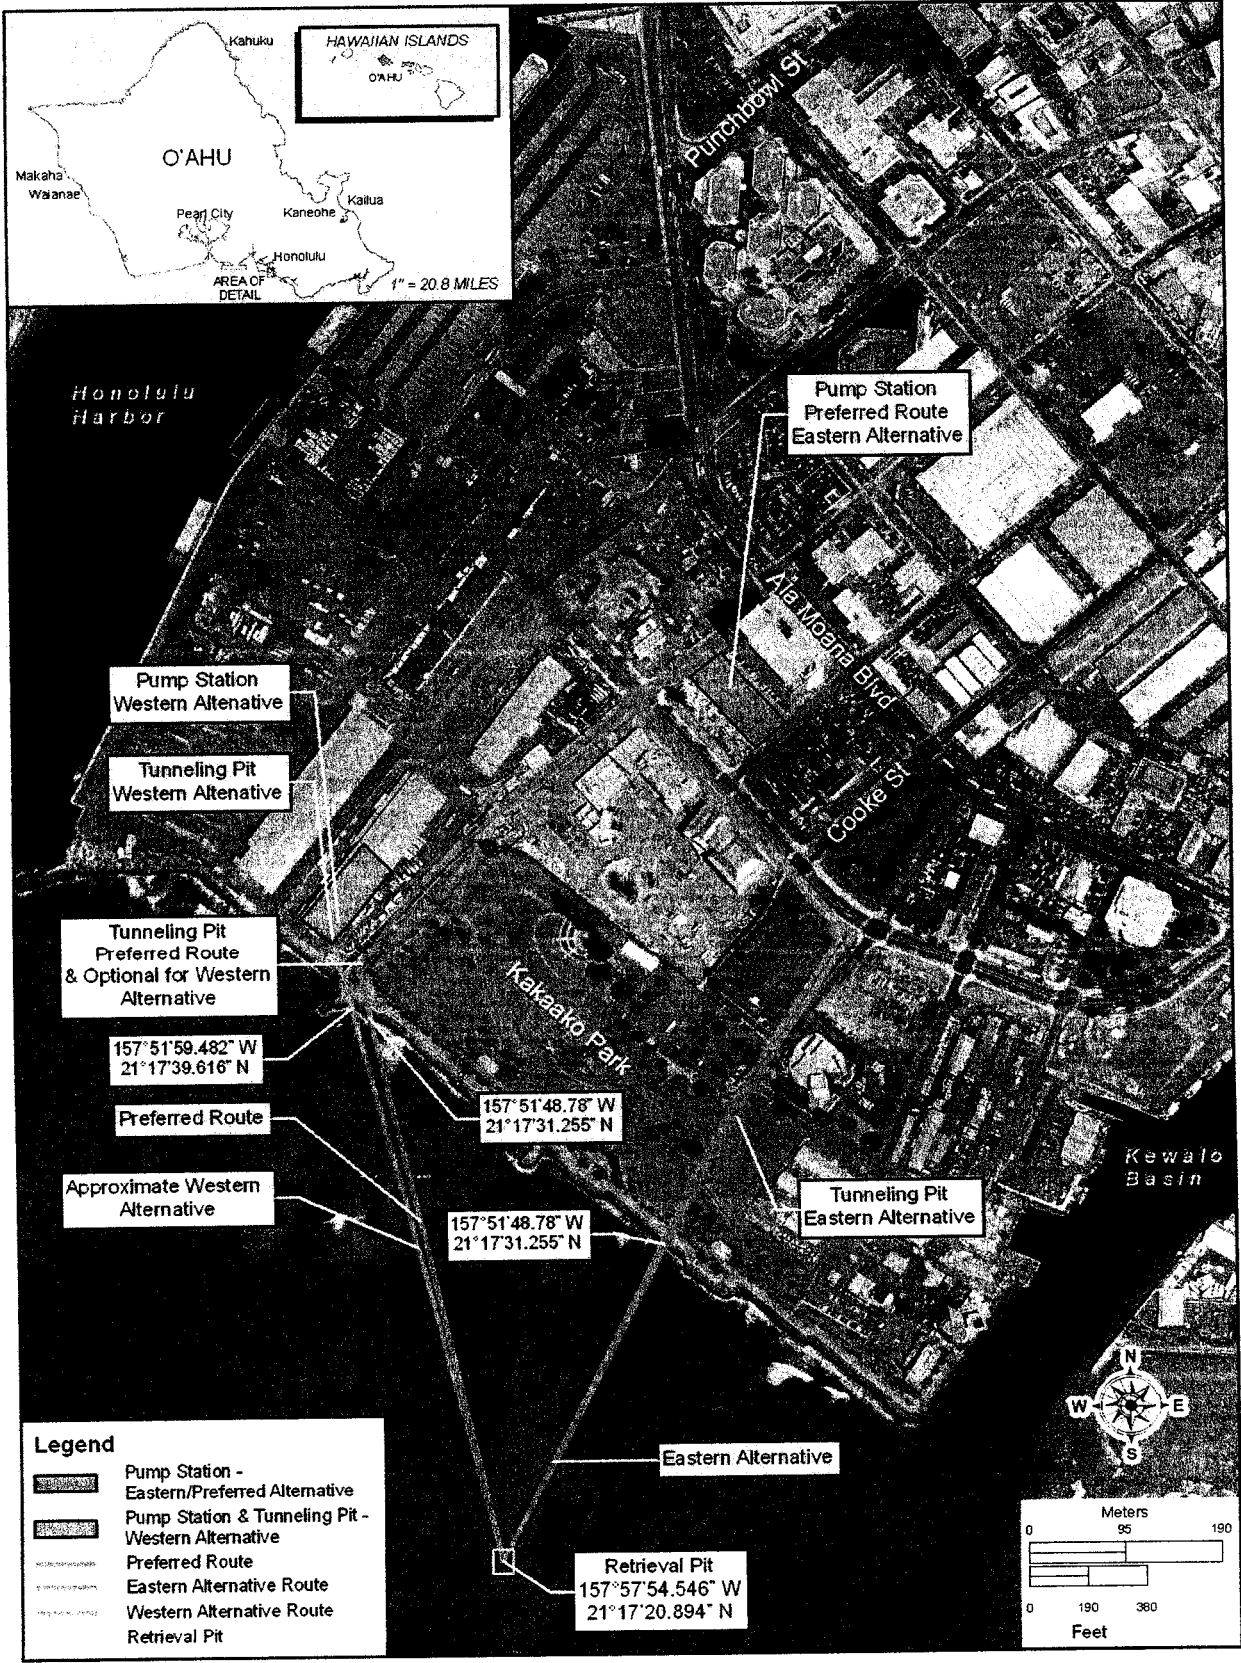 Kahuku
HAWAIIAN ISLANDS
O'AHU
O'AHU
Makaha
Waianae
Pearl City
Kaneohe
Kailua
Honolulu
AREA OF
DETAIL
1" = 20.8 MILES
Punchbowl St
Honolulu
Harbor
Pump Station
Preferred Route
Eastern Alternative
Ala Moana Blvd
Pump Station
Western Altenative
Tunneling Pit
Western Altenative
Cooke St
Tunneling Pit
Preferred Route
& Optional for Western
Alternative
Kakaako Park
157°51'59.482" W
21°17'39.616" N
157°51'48.78" W
21°17'31.255" N
Preferred Route
Approximate Western
Alternative
157°51'48.78" W
21°17'31.255" N
Kewalo
Basin
Tunneling Pit
Eastern Alternative
N
W
E
S
Eastern Alternative
Legend
Pump Station -
Eastern/Preferred Alternative
Pump Station & Tunneling Pit -
Western Alternative
Preferred Route
Eastern Alternative Route
Western Alternative Route
Retrieval Pit
Retrieval Pit
157°57'54.546" W
21°17'20.894" N
Meters
0 95 190
0 190 380
Feet